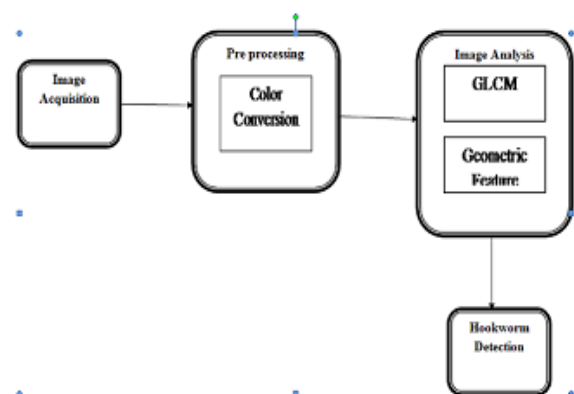 Image
Acquisition
Pre processing
Color
Conversion
Image Analysis
GLCM
Geometric
Feature
Hookworm
Detection